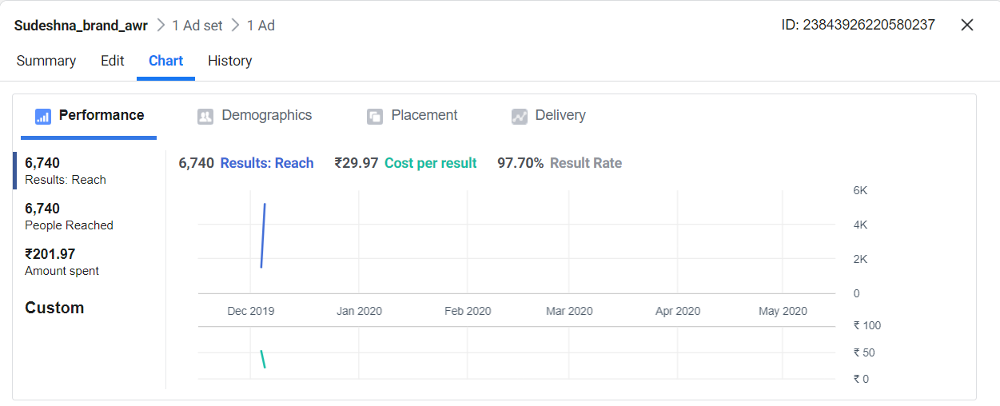 Sudeshna_brand_awr > 1 Ad set > 1 Ad ID: 23843926220580237
Summary Edit Chart History
Performance Demographics Placement Delivery
6,740
Results: Reach
6,740
People Reached
₹201.97
Amount spent
Custom
6,740 Results: Reach ₹29.97 Cost per result 97.70% Result Rate
6K
4K
2K
0
Dec 2019 Jan 2020 Feb 2020 Mar 2020 Apr 2020 May 2020
₹ 100
₹ 50
₹ 0